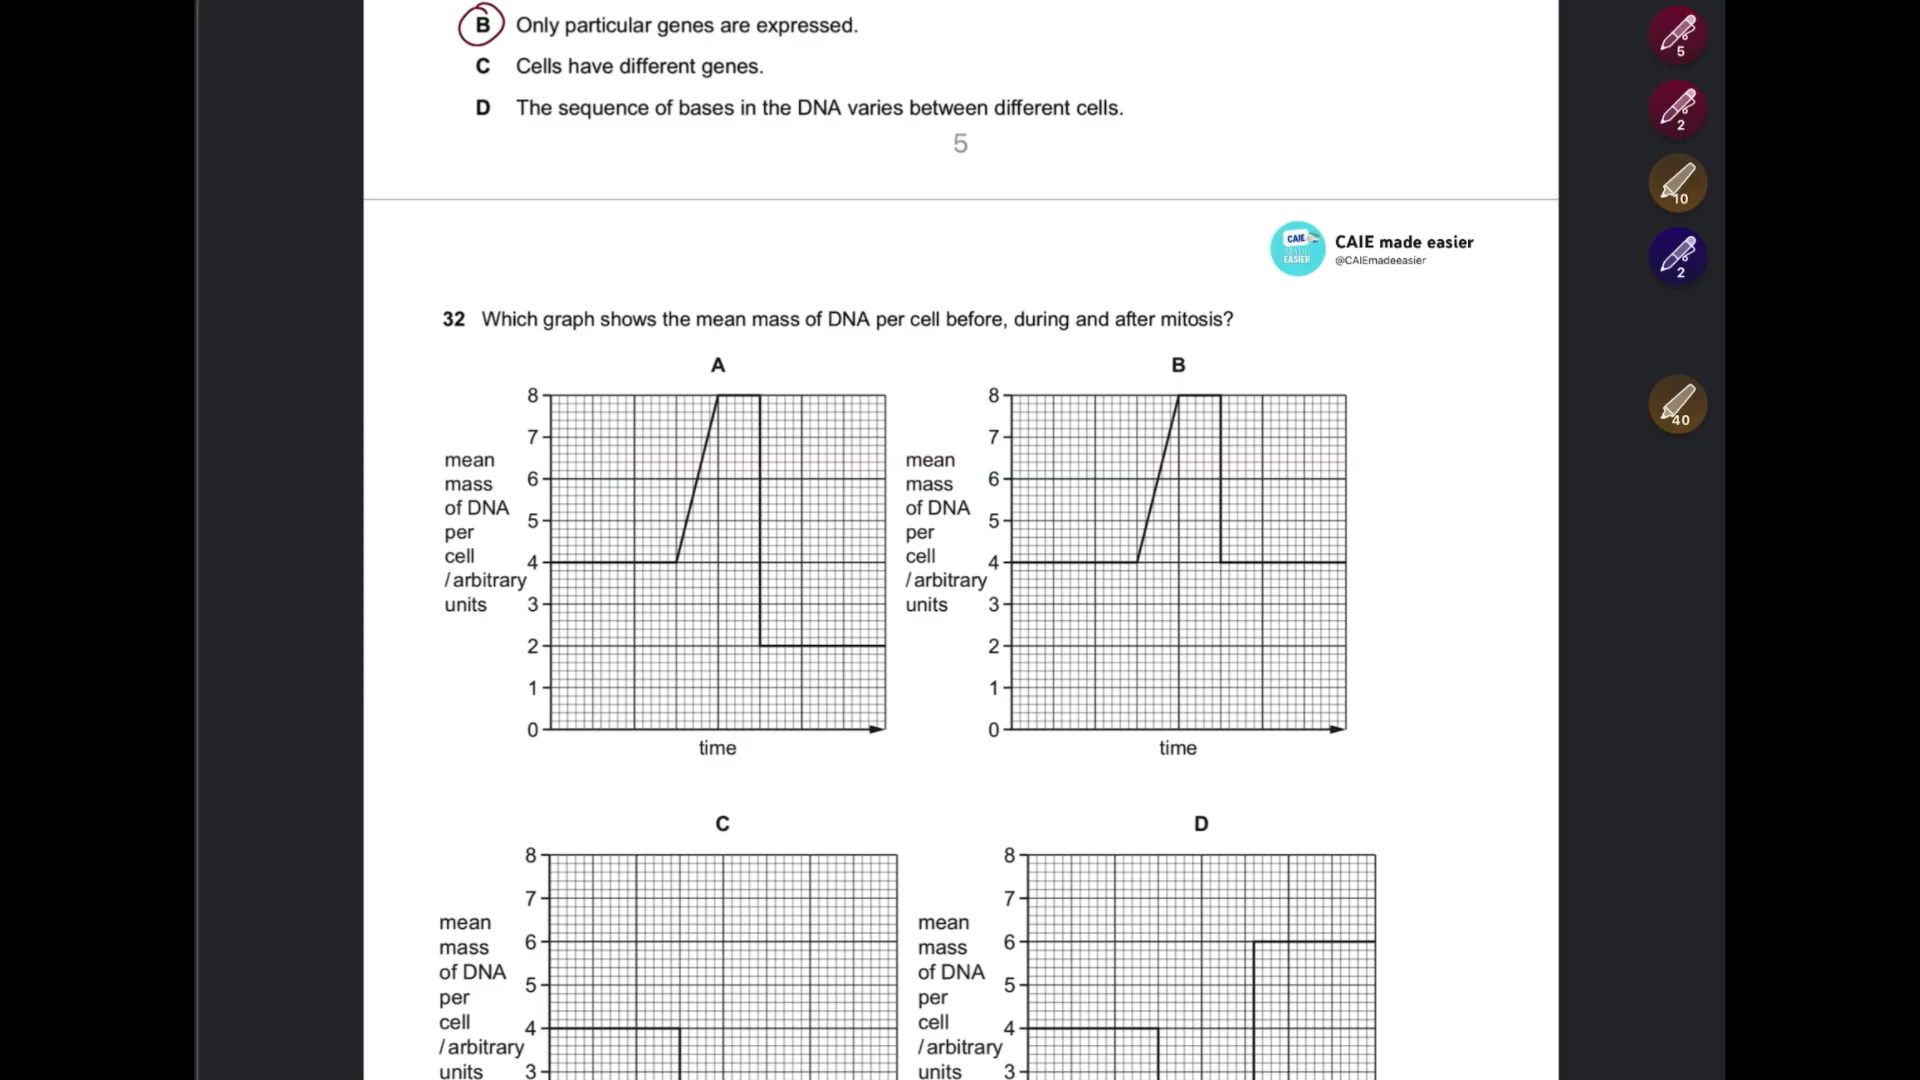 B Only particular genes are expressed.
C Cells have different genes.
D The sequence of bases in the DNA varies between different cells.
5
CAIE
MADE
EASIER
CAIE made easier
@CAIEmadeeasier
32 Which graph shows the mean mass of DNA per cell before, during and after mitosis?
A
8
7
6
5
4
3
2
1
0
mean
mass
of DNA
per
cell
/ arbitrary
units
time
B
8
7
6
5
4
3
2
1
0
mean
mass
of DNA
per
cell
/ arbitrary
units
time
C
8
7
6
5
4
3
mean
mass
of DNA
per
cell
/ arbitrary
units
D
8
7
6
5
4
3
mean
mass
of DNA
per
cell
/ arbitrary
units
5
2
10
2
40